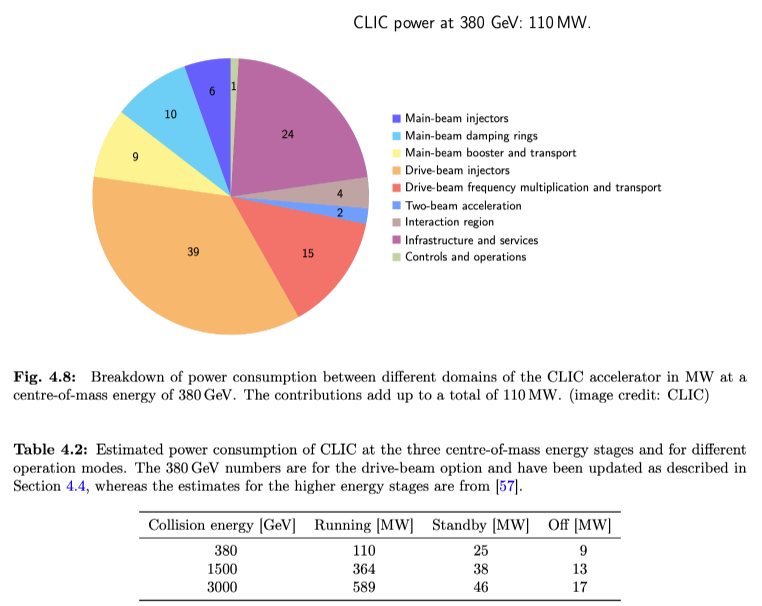 CLIC power at 380 GeV: 110 MW.
1
6
10
24
9
4
2
39
15
Main-beam injectors
Main-beam damping rings
Main-beam booster and transport
Drive-beam injectors
Drive-beam frequency multiplication and transport
Two-beam acceleration
Interaction region
Infrastructure and services
Controls and operations
Fig. 4.8: Breakdown of power consumption between different domains of the CLIC accelerator in MW at a
centre-of-mass energy of 380 GeV. The contributions add up to a total of 110 MW. (image credit: CLIC)
Table 4.2: Estimated power consumption of CLIC at the three centre-of-mass energy stages and for different
operation modes. The 380 GeV numbers are for the drive-beam option and have been updated as described in
Section 4.4, whereas the estimates for the higher energy stages are from [57].
Collision energy [GeV] Running [MW] Standby [MW] Off [MW]
380 110 25 9
1500 364 38 13
3000 589 46 17